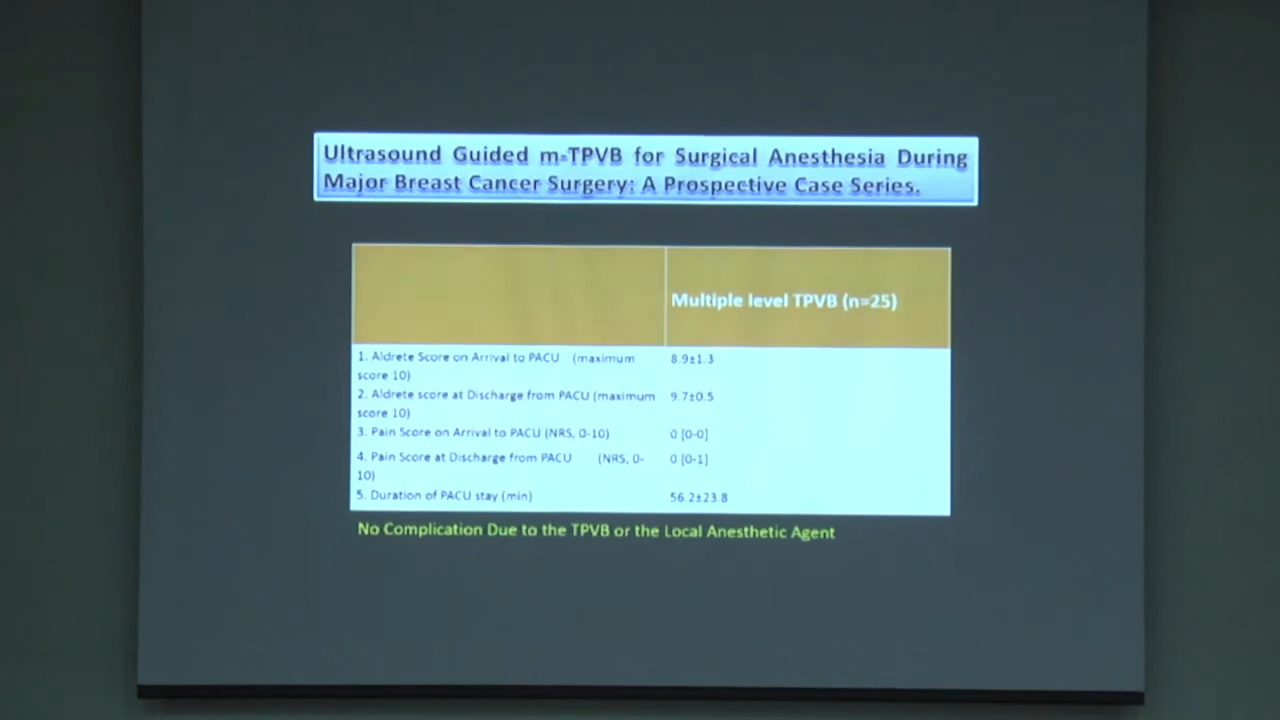 Ultrasound Guided m-TPVB for Surgical Anesthesia During
Major Breast Cancer Surgery: A Prospective Case Series.
Multiple level TPVB (n=25)
1. Aldrete Score on Arrival to PACU (maximum score 10) 8.9±1.3
2. Aldrete score at Discharge from PACU (maximum score 10) 9.7±0.5
3. Pain Score on Arrival to PACU (NRS, 0-10) 0 [0-0]
4. Pain Score at Discharge from PACU (NRS, 0-10) 0 [0-1]
5. Duration of PACU stay (min) 56.2±23.8
No Complication Due to the TPVB or the Local Anesthetic Agent